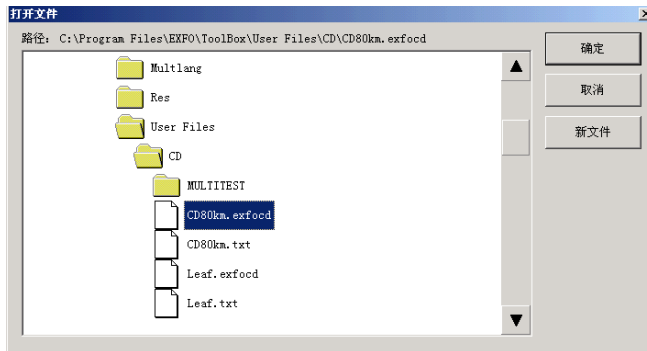 打开文件
路径: C:\Program Files\EXFO\ToolBox\User Files\CD\CD80km.exfocd
Multlang
Res
User Files
CD
MULTITEST
CD80km.exfocd
CD80km.txt
Leaf.exfocd
Leaf.txt
确定
取消
新文件